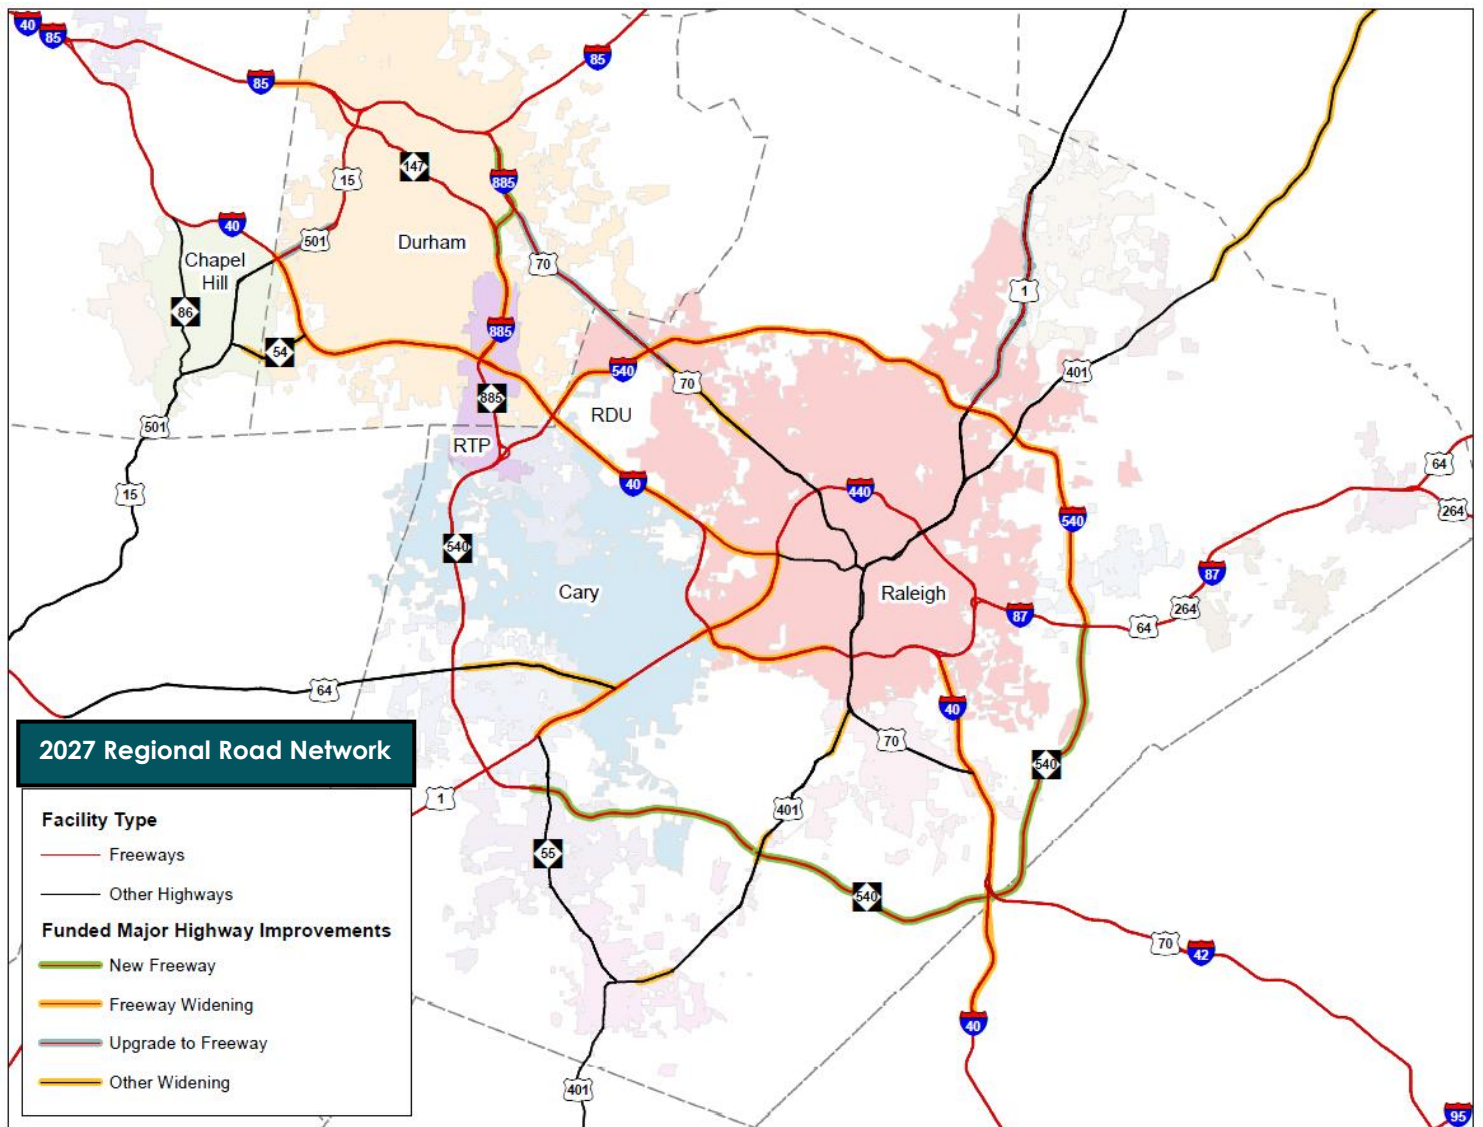 40
85
85
85
147
15
885
40
501
Durham
Chapel
Hill
70
86
1
885
54
540
401
70
885
RDU
501
RTP
64
40
440
15
264
540
540
87
Cary
Raleigh
264
87
64
64
40
2027 Regional Road Network
70
540
1
401
Facility Type
Freeways
55
Other Highways
540
Funded Major Highway Improvements
70
42
New Freeway
Freeway Widening
40
Upgrade to Freeway
Other Widening
401
95